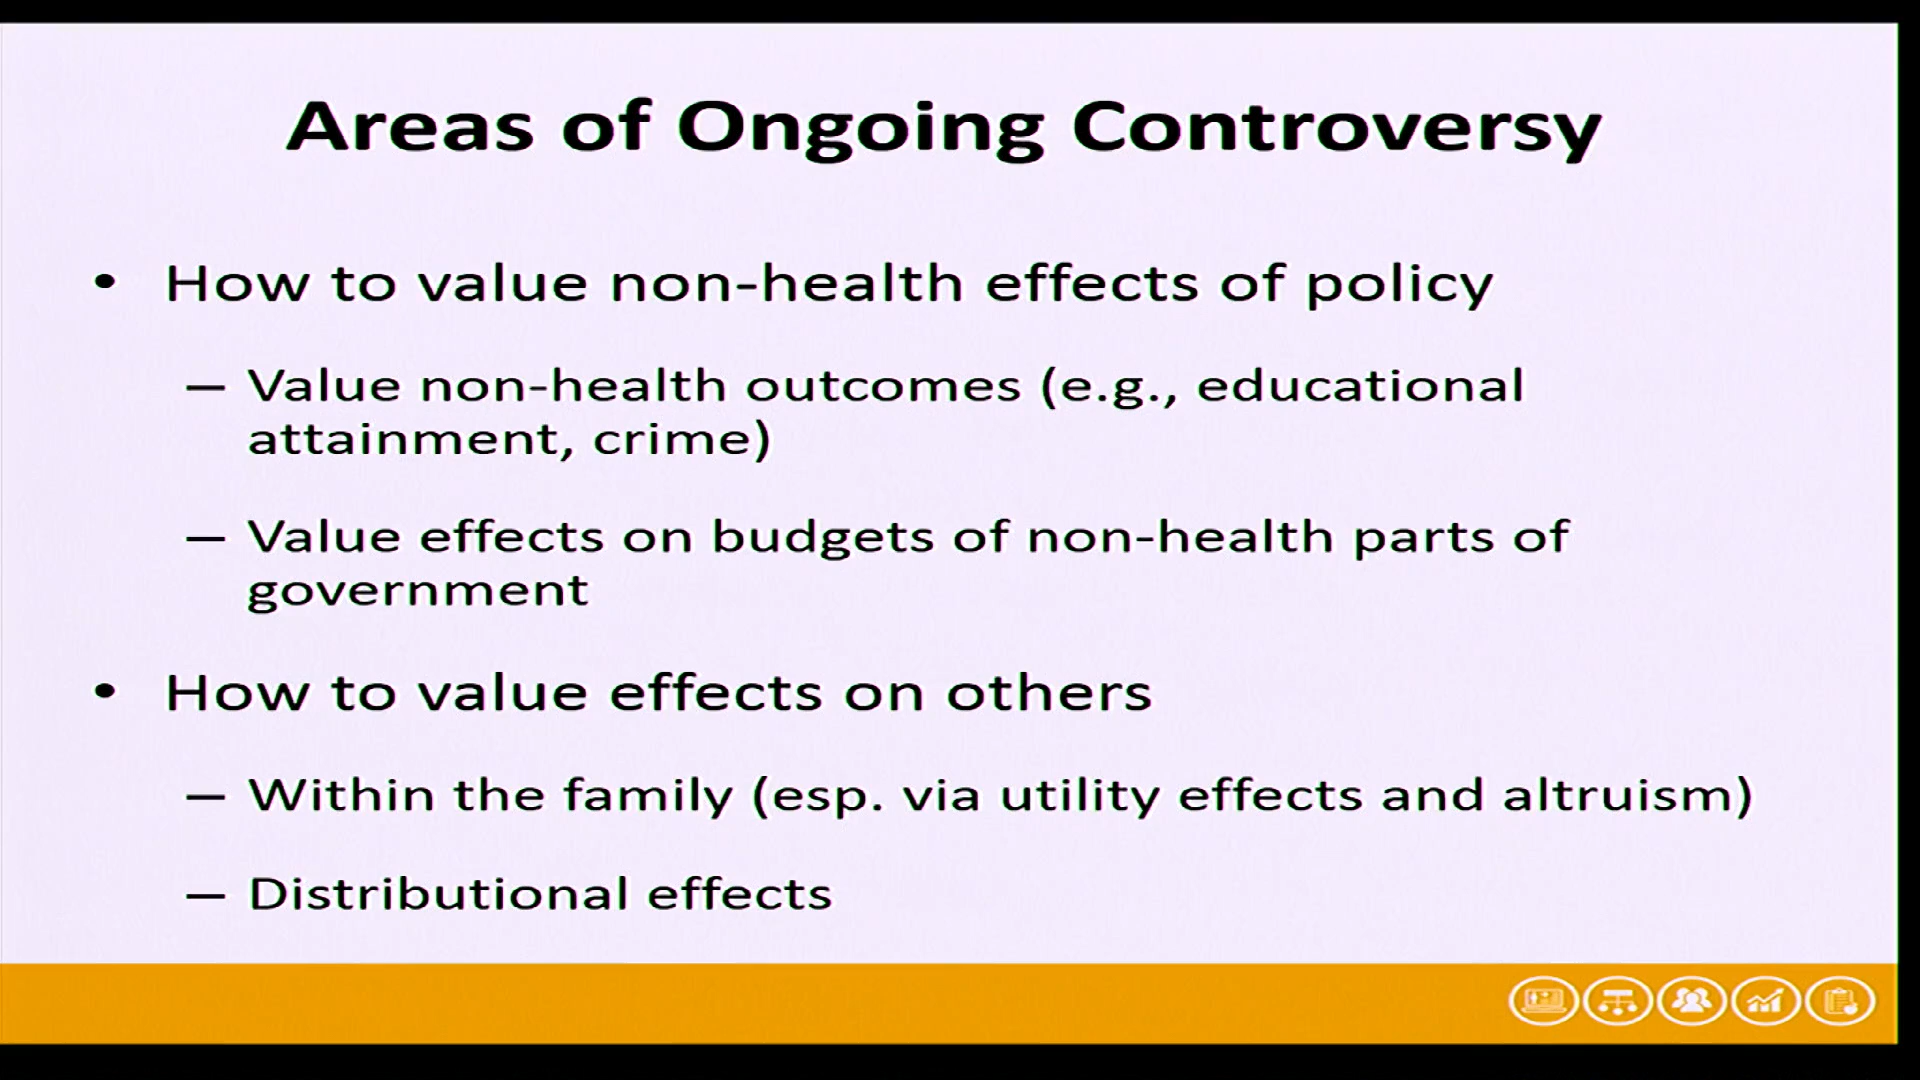 Areas of Ongoing Controversy
• How to value non-health effects of policy
– Value non-health outcomes (e.g., educational
attainment, crime)
– Value effects on budgets of non-health parts of
government
• How to value effects on others
– Within the family (esp. via utility effects and altruism)
– Distributional effects